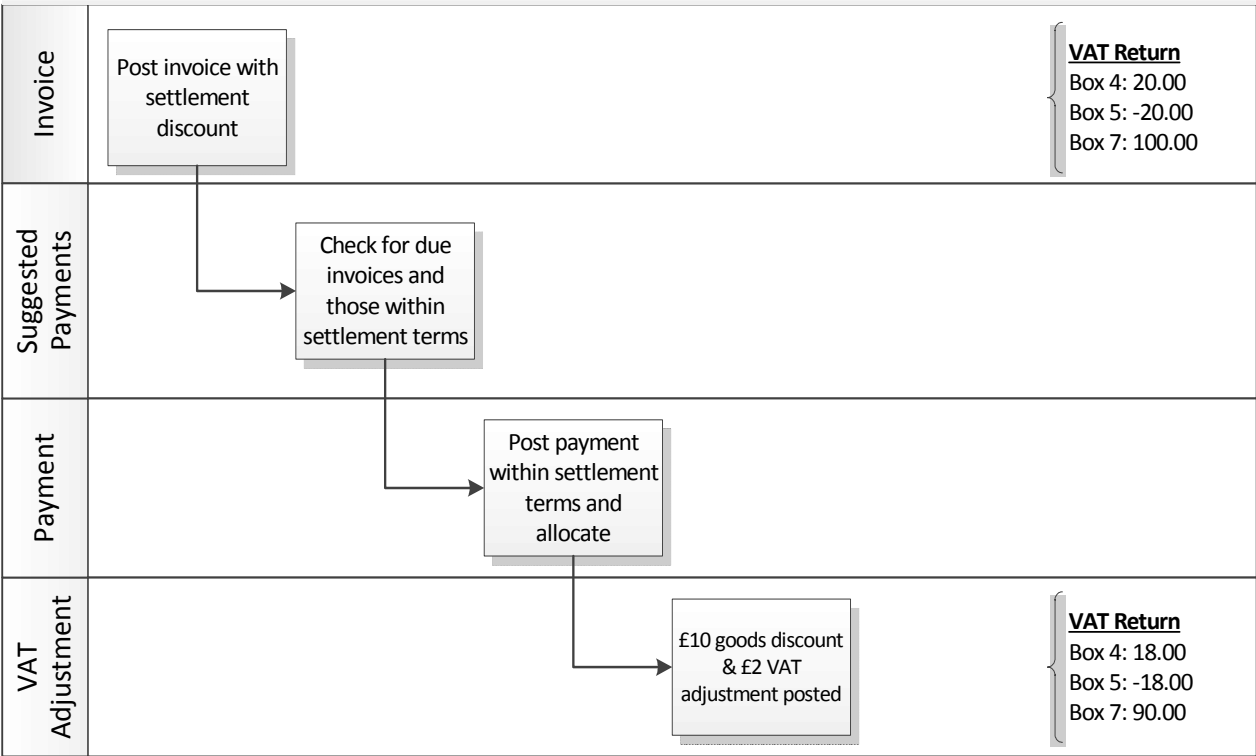 Invoice
Post invoice with
settlement
discount
VAT Return
Box 4: 20.00
Box 5: -20.00
Box 7: 100.00
Suggested
Payments
Check for due
invoices and
those within
settlement terms
Payment
Post payment
within settlement
terms and
allocate
VAT
Adjustment
£10 goods discount
& £2 VAT
adjustment posted
VAT Return
Box 4: 18.00
Box 5: -18.00
Box 7: 90.00